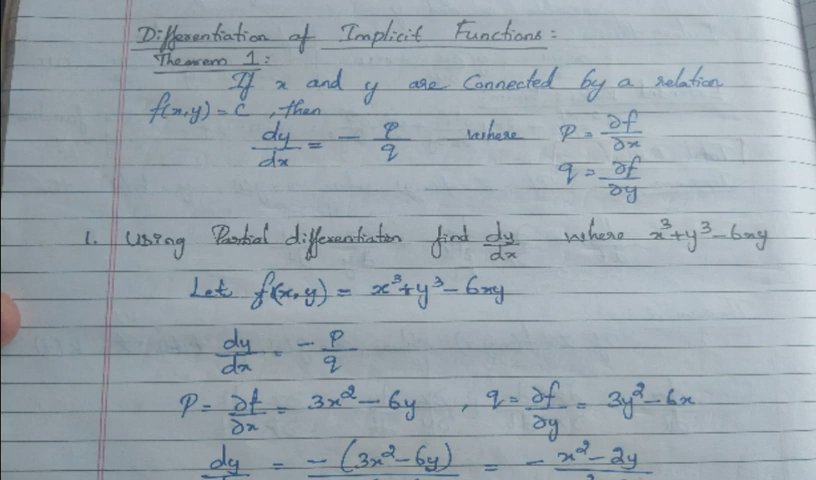 Differentiation of Implicit Functions:
Theorem 1:
If x and y are connected by a relation
f(x,y) = c , then
dy/dx = - P/q where P = ∂f/∂x
q = ∂f/∂y
1. Using Partial differentiation find dy/dx where x³+y³-6xy
Let f(x,y) = x³+y³-6xy
dy/dx = -P/q
P = ∂f/∂x = 3x²-6y , q = ∂f/∂y = 3y²-6x
dy = -(3x²-6y) = - x²-2y